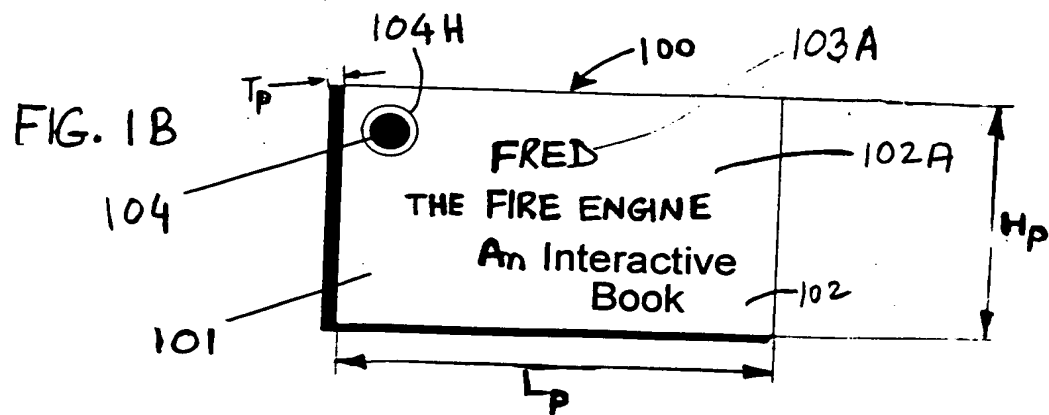 104H
100
103A
Tp
FIG. 1B
FRED
102A
104
THE FIRE ENGINE
Hp
An Interactive
Book
102
101
Lp